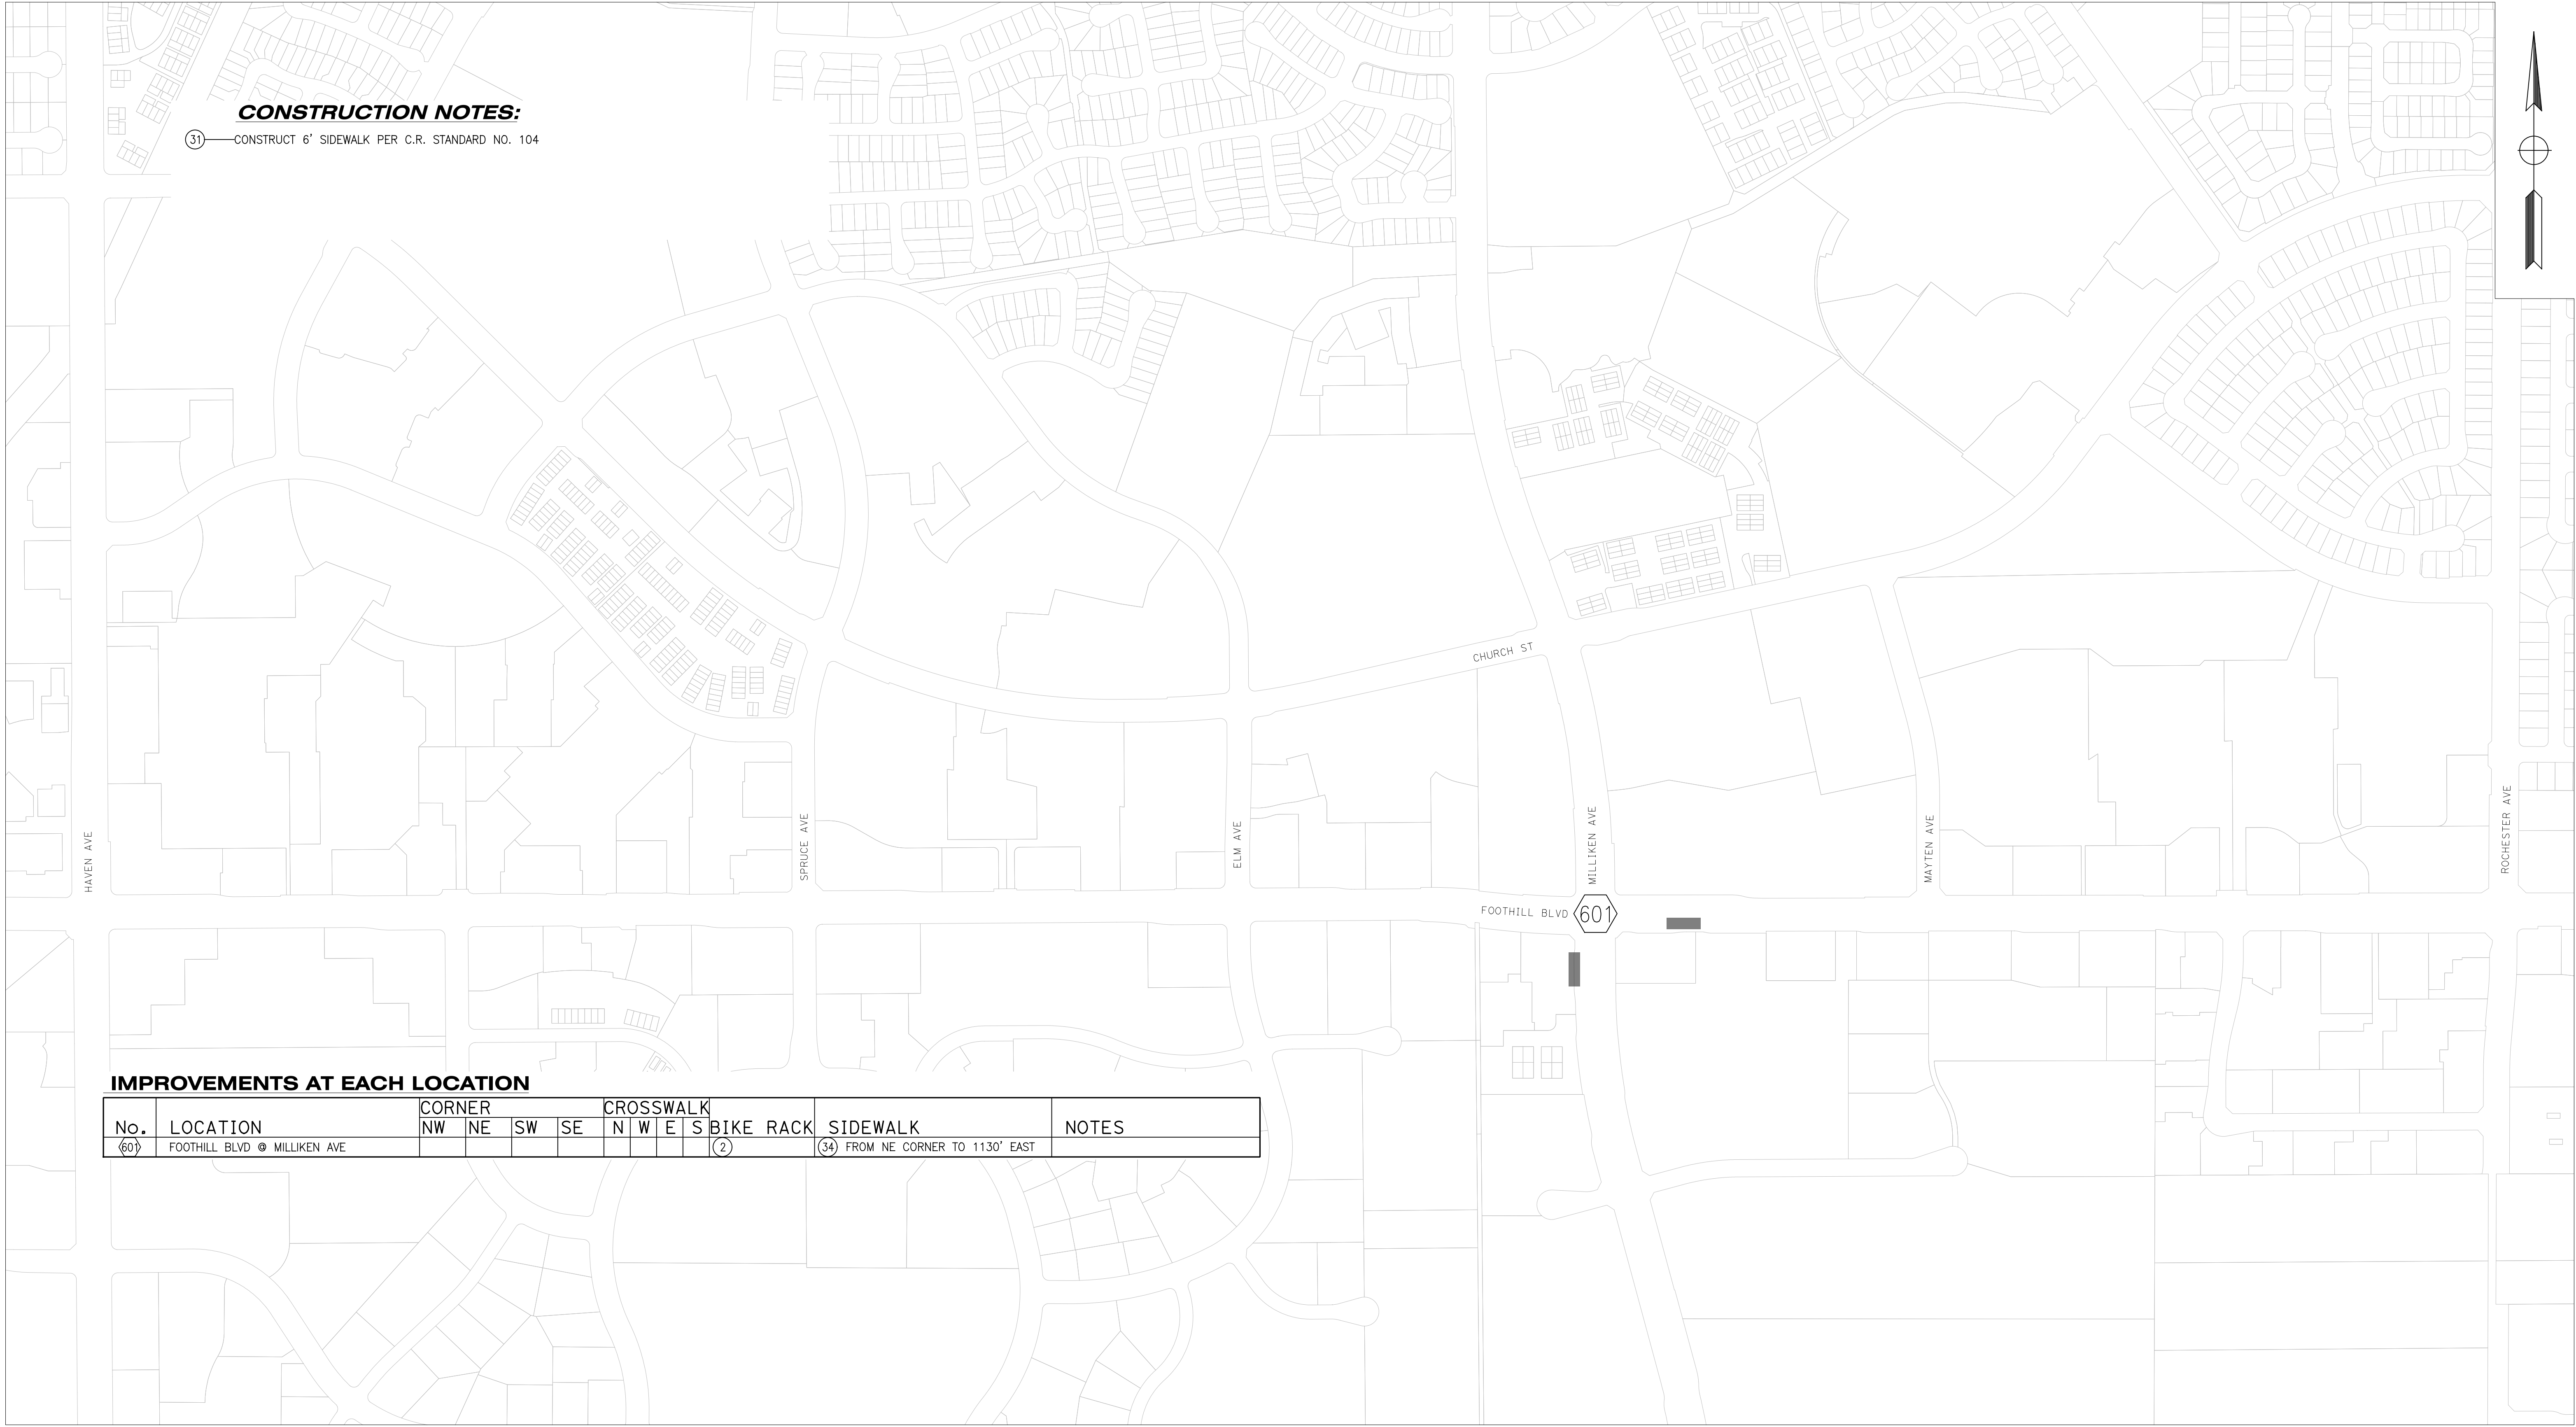 CONSTRUCTION NOTES:
31 CONSTRUCT 6' SIDEWALK PER C.R. STANDARD NO. 104
CHURCH ST
HAVEN AVE
SPRUCE AVE
ELM AVE
MILLIKEN AVE
MAYTEN AVE
ROCHESTER AVE
FOOTHILL BLVD 601
IMPROVEMENTS AT EACH LOCATION
CORNER CROSSWALK
No. LOCATION NW NE SW SE N W E S BIKE RACK SIDEWALK NOTES
601 FOOTHILL BLVD @ MILLIKEN AVE 2 34 FROM NE CORNER TO 1130' EAST